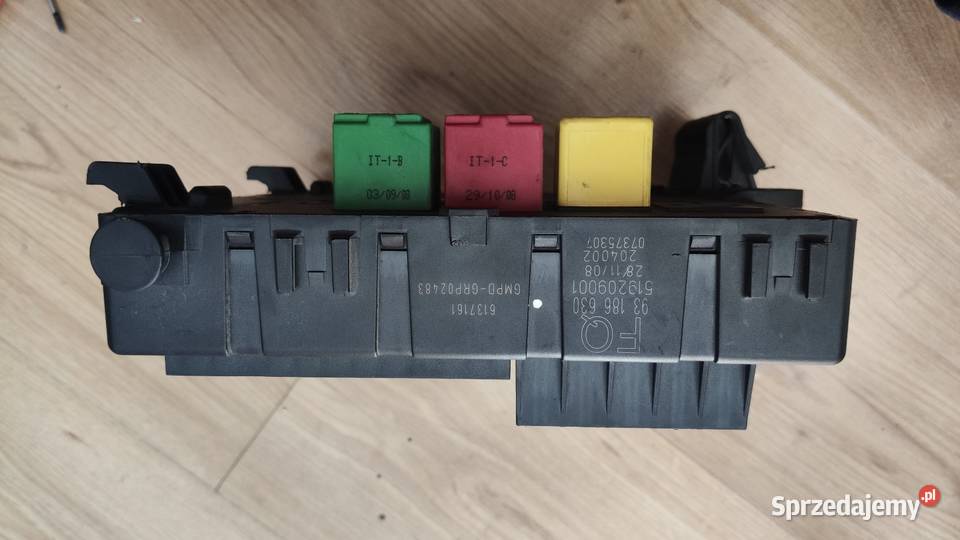 IT-1-B
03/09/08
IT-1-C
29/10/08
93 186 630
519209001
28/11/08
204002
07375307
6137161
GMPD-GRP02483
Sprzedajemy.pl